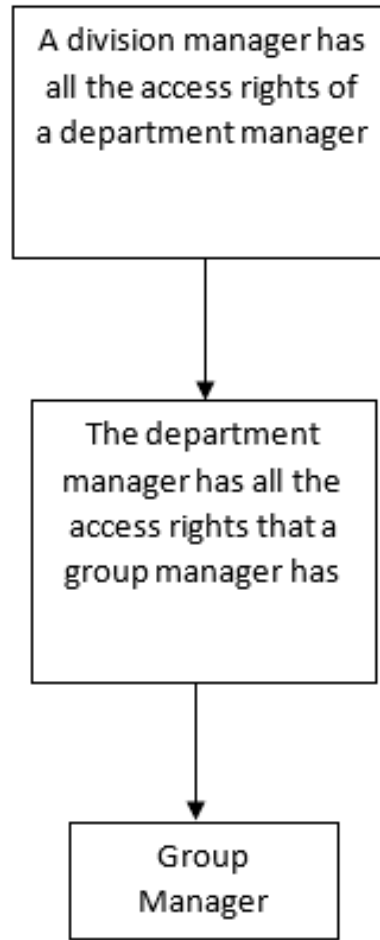 A division manager has
all the access rights of
a department manager
The department
manager has all the
access rights that a
group manager has
Group
Manager